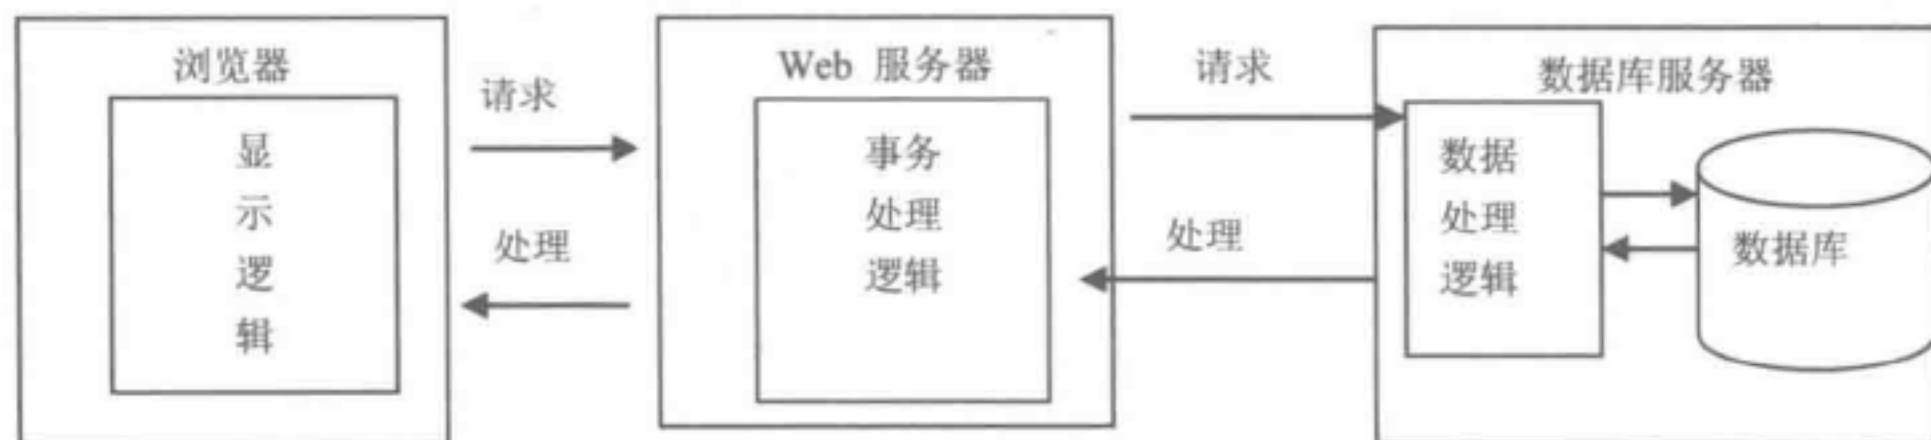 浏览器
显
示
逻
辑
请求
处理
Web 服务器
事务
处理
逻辑
请求
处理
数据库服务器
数据
处理
逻辑
数据库